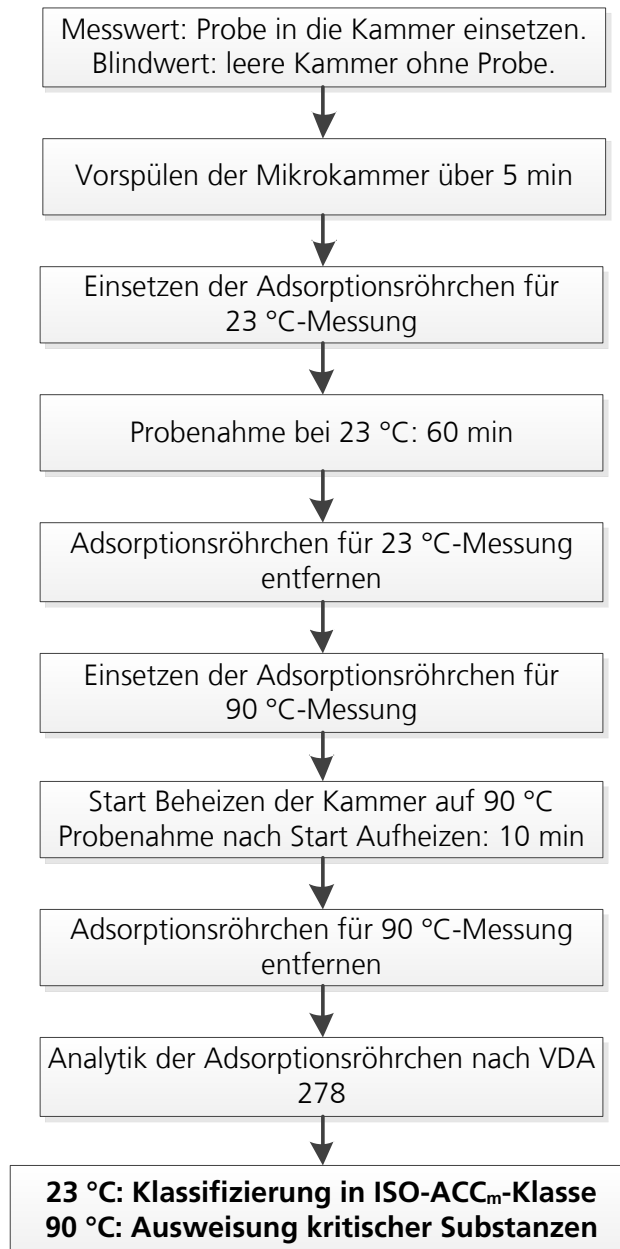 Messwert: Probe in die Kammer einsetzen.
Blindwert: leere Kammer ohne Probe.
Vorspülen der Mikrokammer über 5 min
Einsetzen der Adsorptionsröhrchen für
23 °C-Messung
Probenahme bei 23 °C: 60 min
Adsorptionsröhrchen für 23 °C-Messung
entfernen
Einsetzen der Adsorptionsröhrchen für
90 °C-Messung
Start Beheizen der Kammer auf 90 °C
Probenahme nach Start Aufheizen: 10 min
Adsorptionsröhrchen für 90 °C-Messung
entfernen
Analytik der Adsorptionsröhrchen nach VDA
278
23 °C: Klassifizierung in ISO-ACCₘ-Klasse
90 °C: Ausweisung kritischer Substanzen